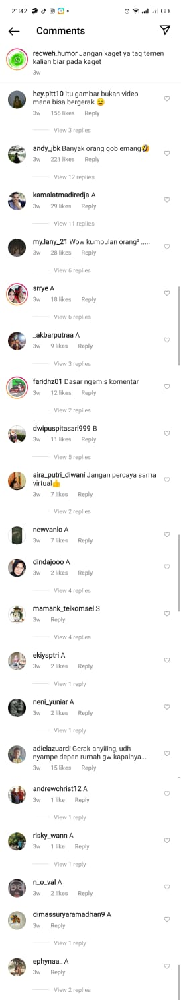 21:42
Comments
recweh.humor Jangan kaget ya tag temen
kalian biar pada kaget
3w
hey.pitt10 Itu gambar bukan video
mana bisa bergerak 😑
3w 156 likes Reply
View 3 replies
andy_jbk Banyak orang gob emang🤣
3w 221 likes Reply
View 12 replies
kamalatmadiredja A
3w 29 likes Reply
View 11 replies
my.lany_21 Wow kumpulan orang² .....
3w 28 likes Reply
View 6 replies
srrye A
3w 18 likes Reply
View 6 replies
_akbarputraa A
3w 9 likes Reply
View 3 replies
faridhz01 Dasar ngemis komentar
3w 12 likes Reply
View 2 replies
dwipuspitasari999 B
3w 11 likes Reply
View 5 replies
aira_putri_diwani Jangan percaya sama
virtual👍
3w 7 likes Reply
View 2 replies
newvanlo A
3w 7 likes Reply
dindajooo A
3w 2 likes Reply
View 4 replies
mamank_telkomsel S
3w Reply
View 4 replies
ekiysptri A
3w 2 likes Reply
View 1 reply
neni_yuniar A
3w 2 likes Reply
View 1 reply
adielazuardi Gerak anyiiing, udh
nyampe depan rumah gw kapalnya...
3w 15 likes Reply
andrewchrist12 A
3w 1 like Reply
View 1 reply
risky_wann A
3w 1 like Reply
View 1 reply
n_o_val A
3w 2 likes Reply
dimassuryaramadhan9 A
3w Reply
View 1 reply
ephynaa_ A
3w Reply
View 2 replies